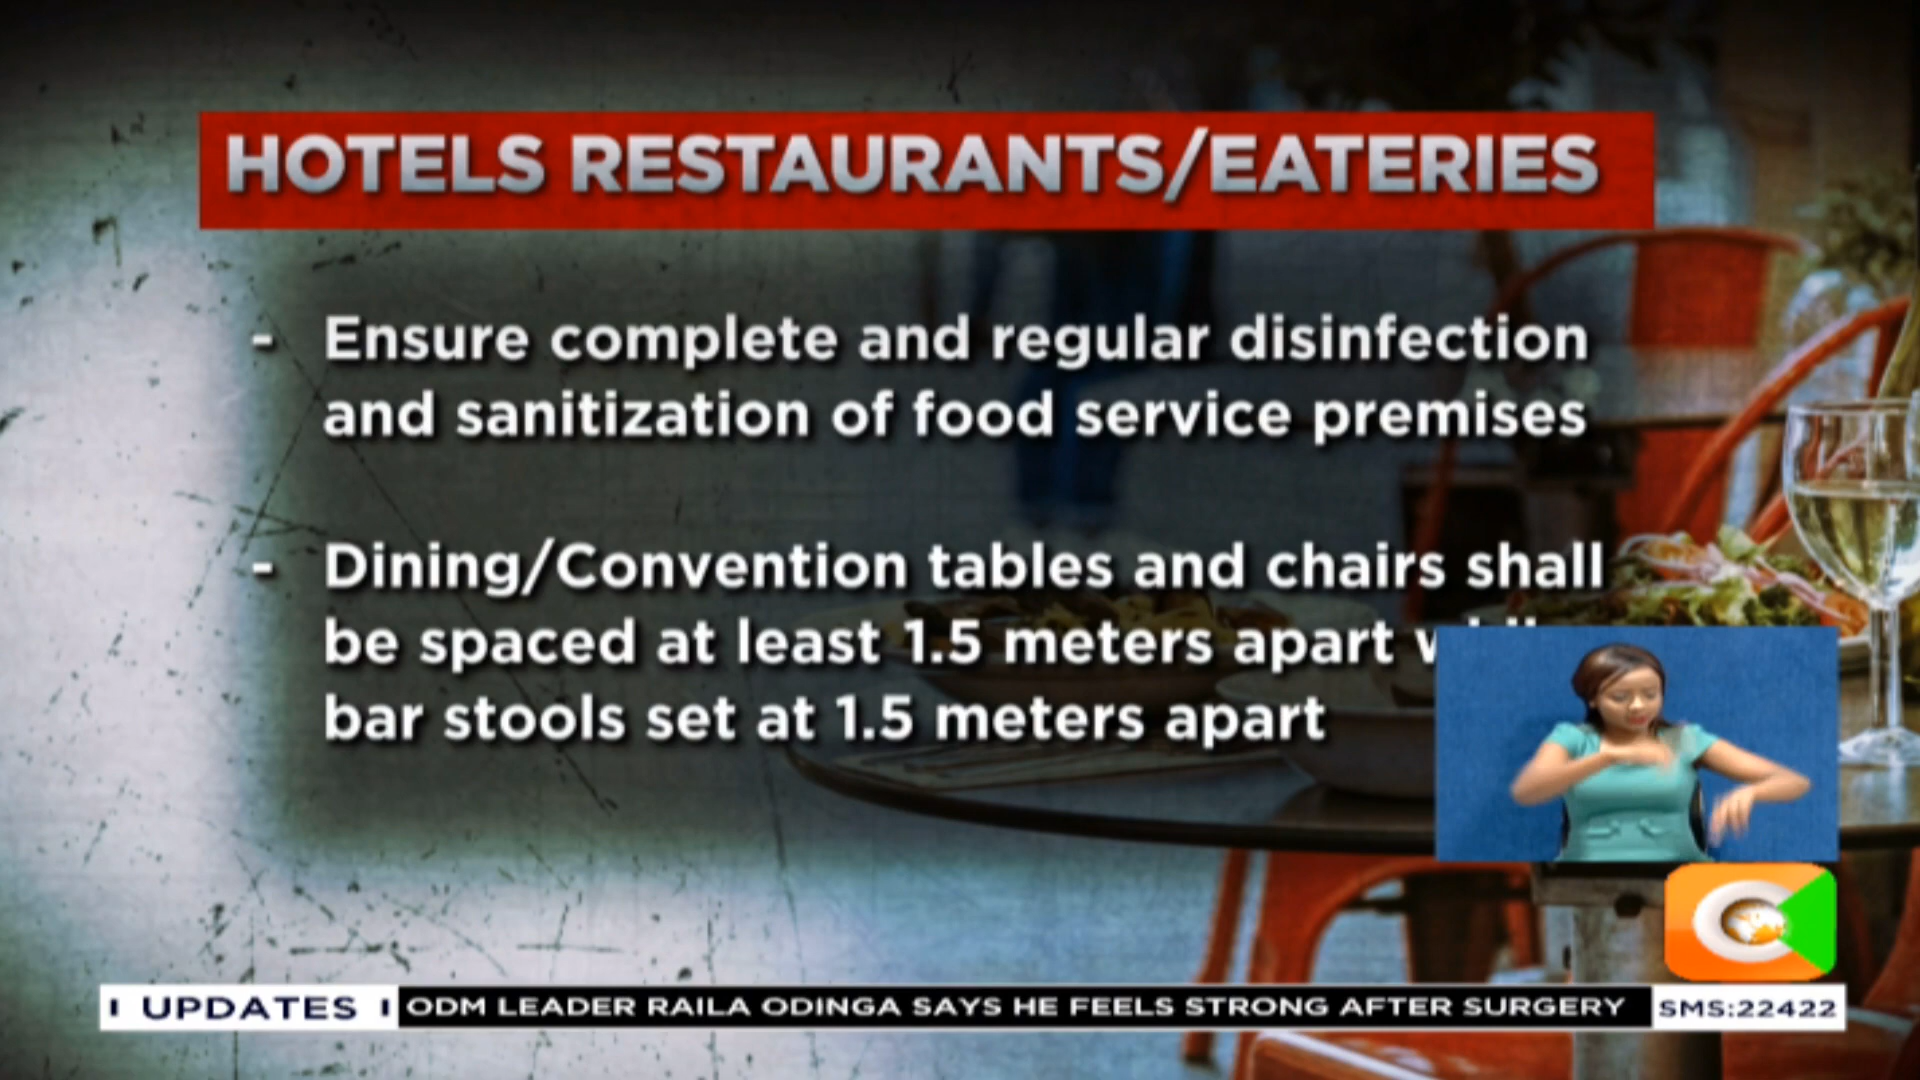 HOTELS RESTAURANTS/EATERIES
- Ensure complete and regular disinfection
and sanitization of food service premises
- Dining/Convention tables and chairs shall
be spaced at least 1.5 meters apart
bar stools set at 1.5 meters apart
UPDATES
ODM LEADER RAILA ODINGA SAYS HE FEELS STRONG AFTER SURGERY
SMS:22422